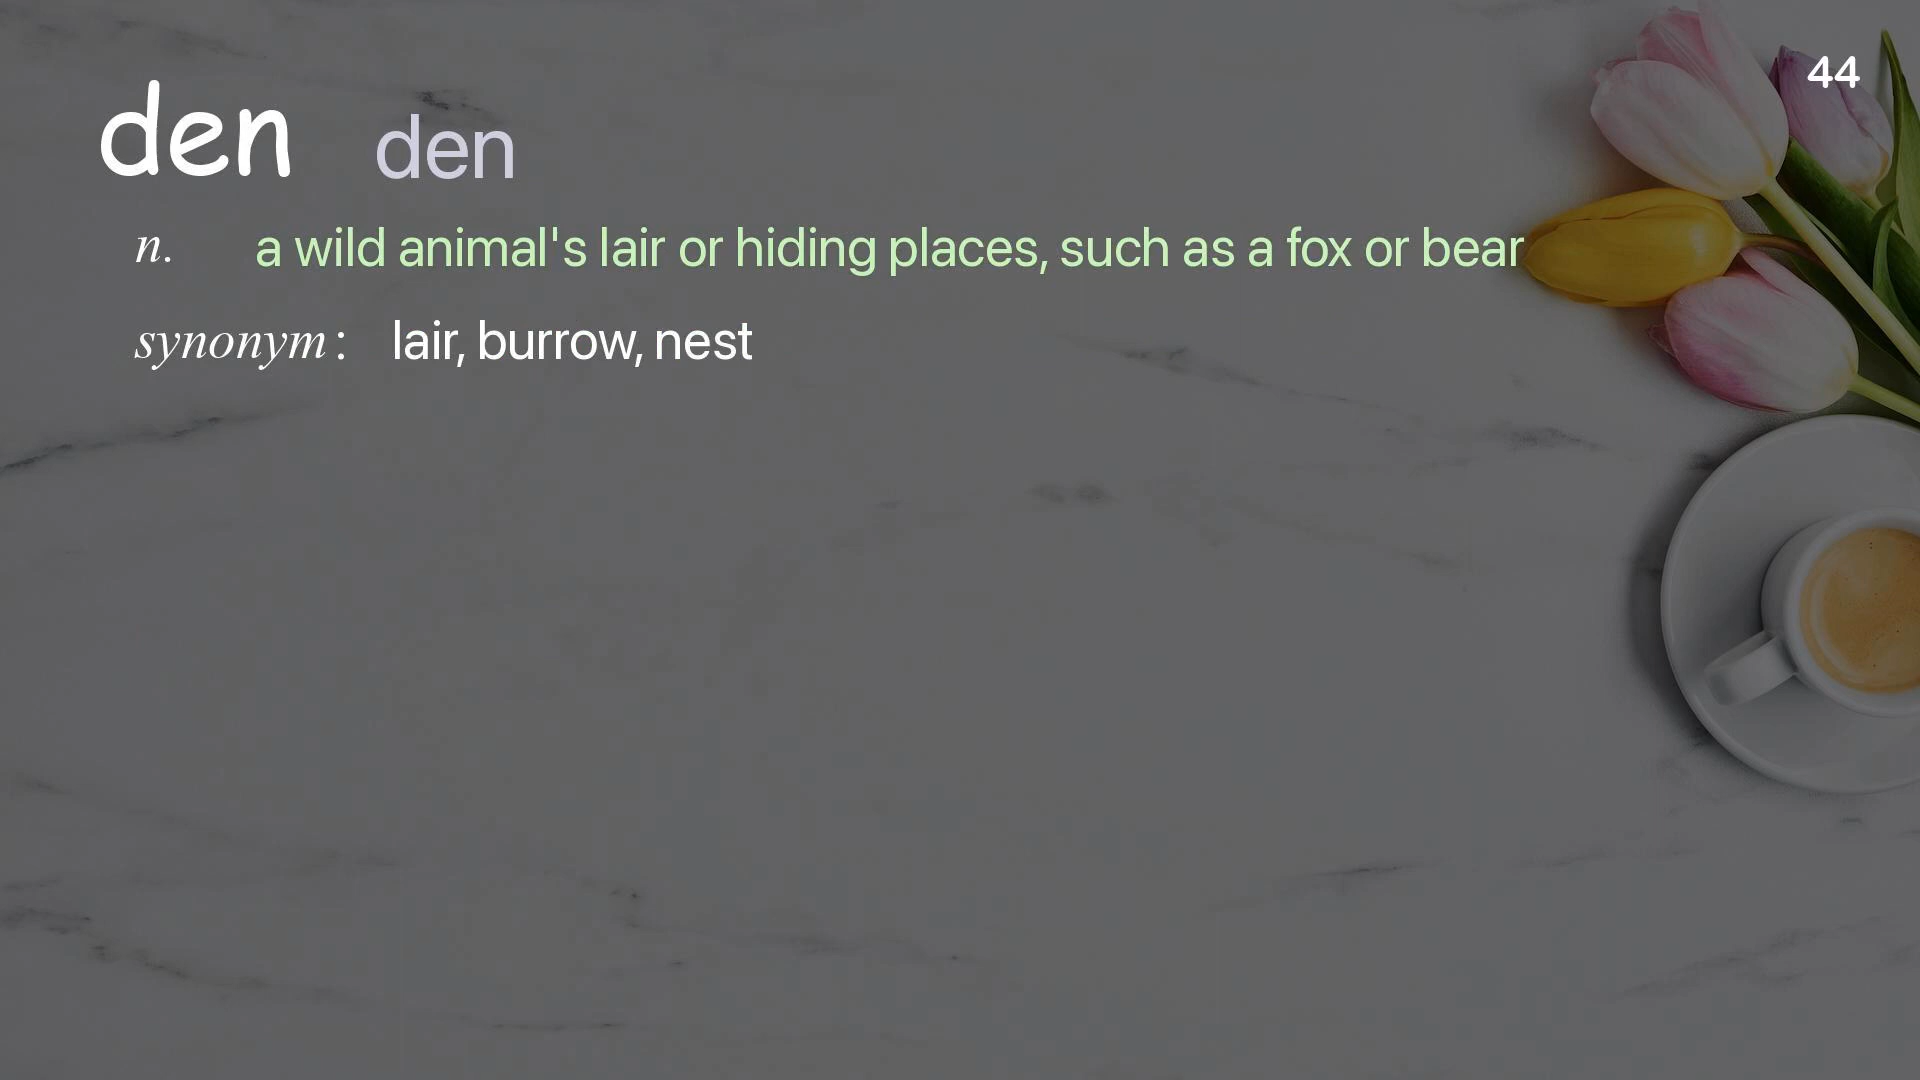 44
den den
n. a wild animal's lair or hiding places, such as a fox or bear
synonym: lair, burrow, nest